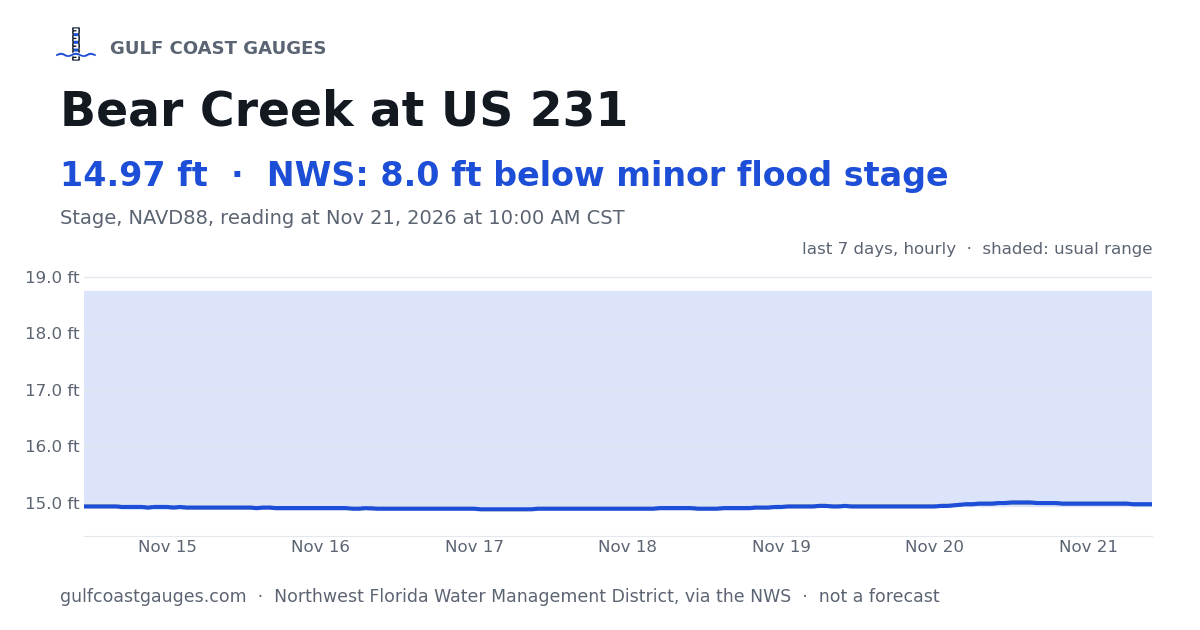 GULF COAST GAUGES
Bear Creek at US 231
14.97 ft · NWS: 8.0 ft below minor flood stage
Stage, NAVD88, reading at Nov 21, 2026 at 10:00 AM CST
last 7 days, hourly · shaded: usual range
19.0 ft
18.0 ft
17.0 ft
16.0 ft
15.0 ft
Nov 15 Nov 16 Nov 17 Nov 18 Nov 19 Nov 20 Nov 21
gulfcoastgauges.com · Northwest Florida Water Management District, via the NWS · not a forecast